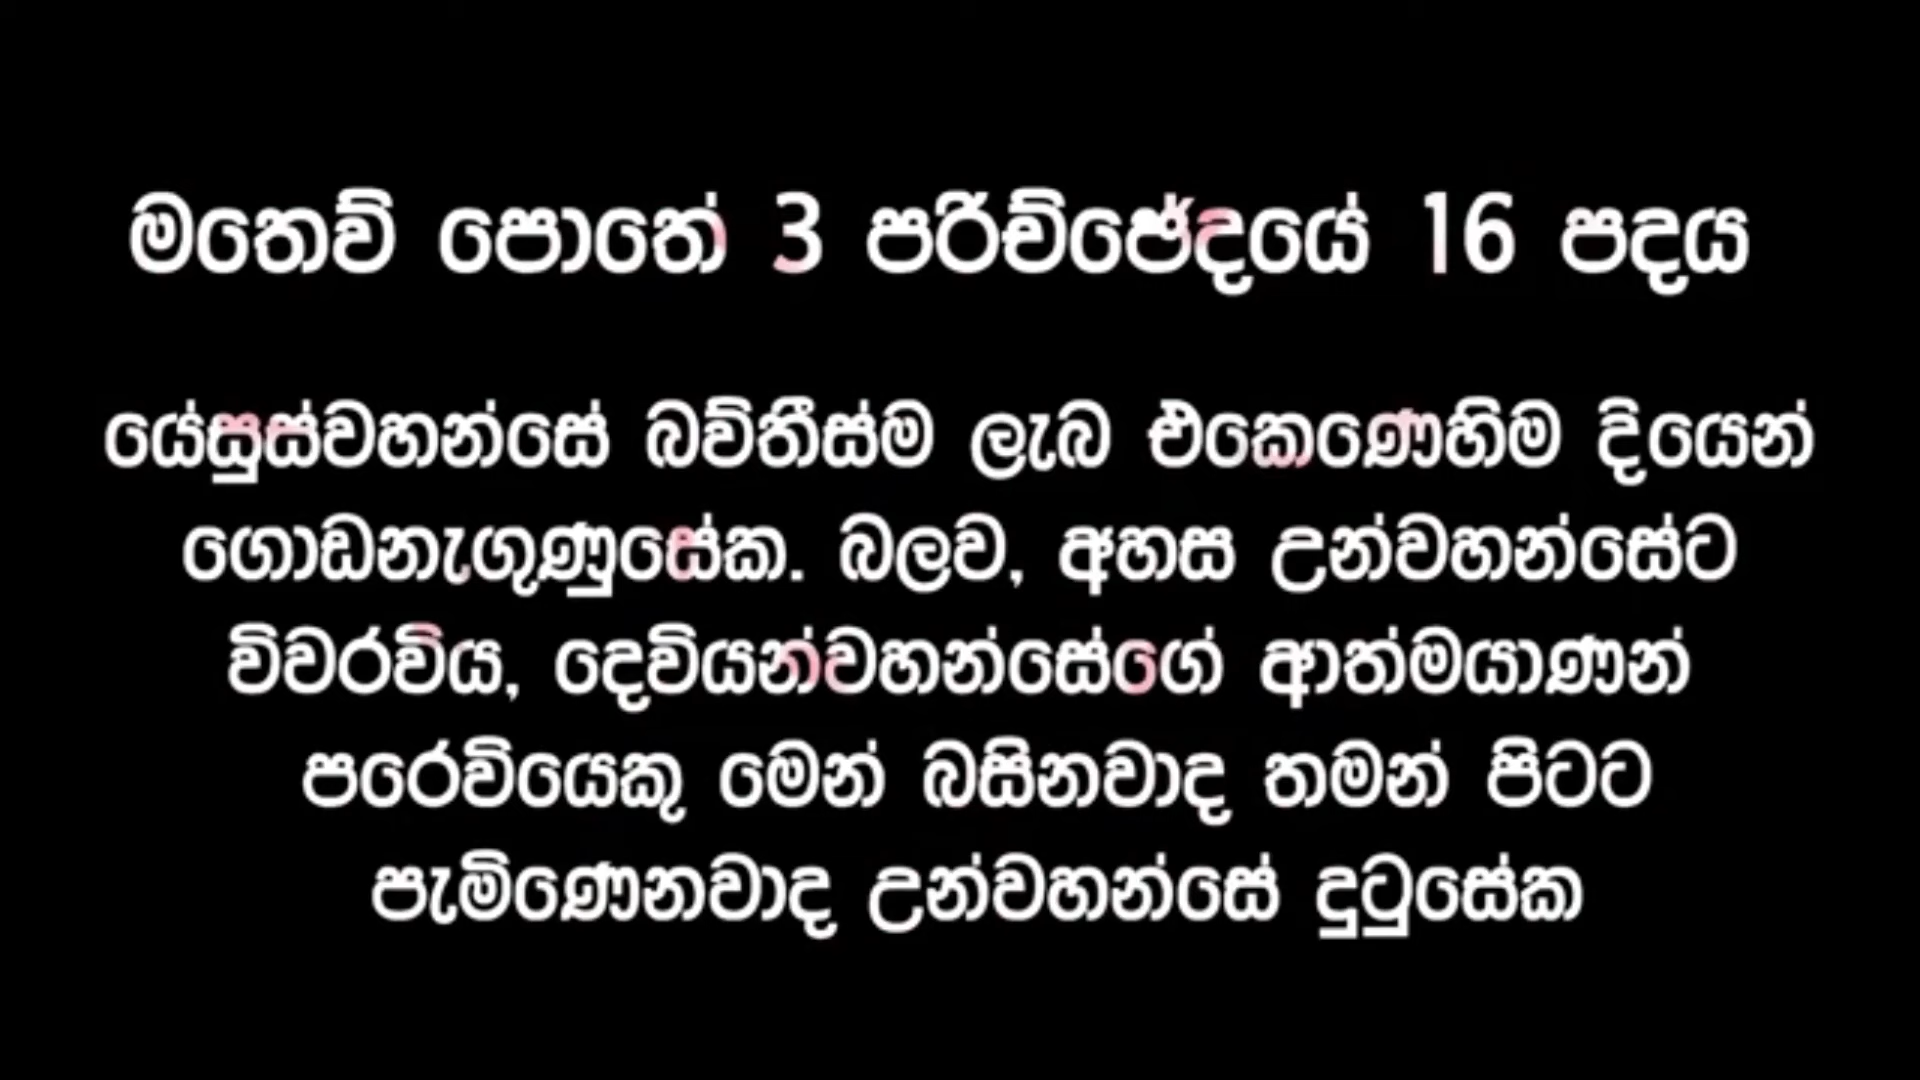 මතෙව් පොතේ 3 පරිච්ඡේදයේ 16 පදය
යේසුස්වහන්සේ බව්තීස්ම ලැබ එකෙණෙහිම දියෙන්
ගොඩනැගුණුසේක. බලව, අහස උන්වහන්සේට
විවරවිය, දෙවියන්වහන්සේගේ ආත්මයාණන්
පරෙවියෙකු මෙන් බසිනවාද තමන් පිටට
පැමිණෙනවාද උන්වහන්සේ දුටුසේක